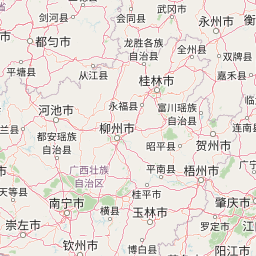 剑河县
会同县
武冈市
永州市
都匀市
龙胜各族
自治县
全州县
双牌县
平塘县
从江县
桂林市
嘉禾县
河池市
永福县
富川瑶族
自治县
柳州市
连南
兰县
都安瑶族
自治县
昭平县
贺州市
广西壮族
自治区
平南县
梧州市
广宁
天等县
桂平市
南宁市
横县
玉林市
肇庆市
崇左市
罗定市
钦州市
博白县
阳江市